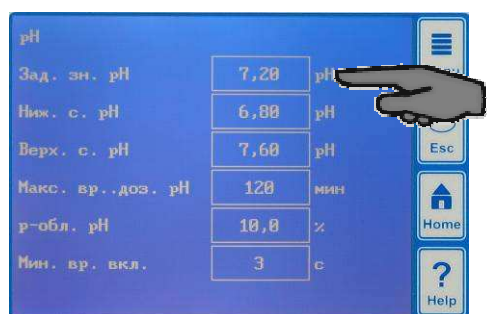 pH
Зад. зн. pH 7,20 pH
Ниж. с. pH 6,80 pH
Верх. с. pH 7,60 pH
Макс. вр..доз. pH 120 мин
р-обл. pH 10,0 %
Мин. вр. вкл. 3 с
Esc
Home
?
Help